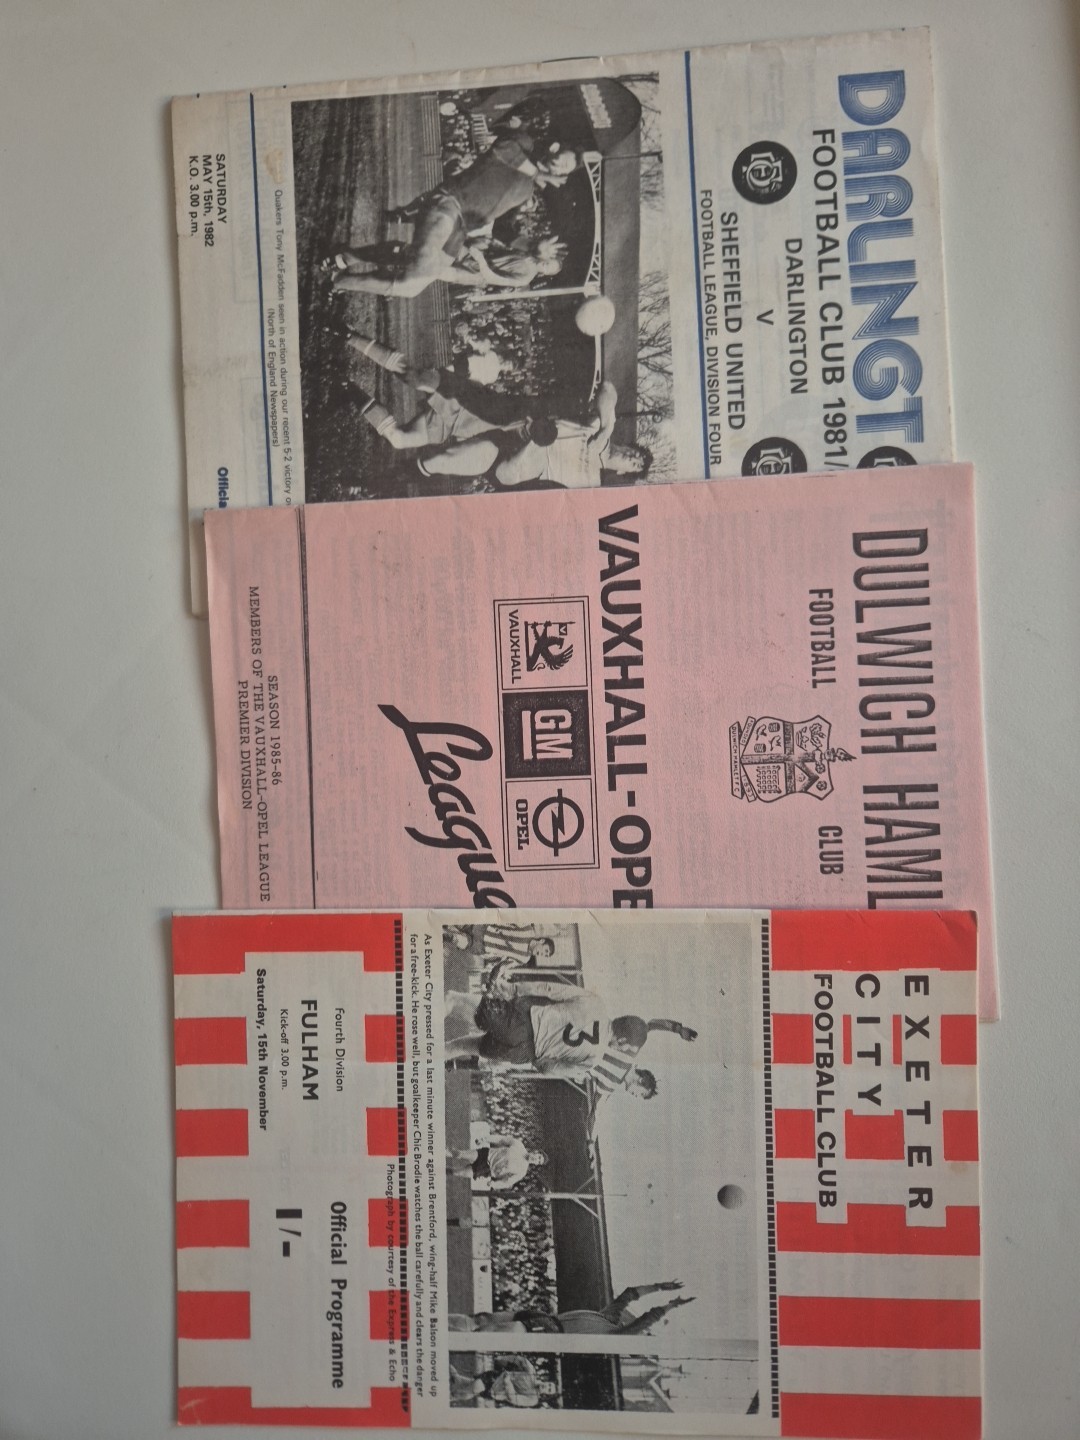 DARLINGT
FOOTBALL CLUB 1981/
DARLINGTON
V
SHEFFIELD UNITED
FOOTBALL LEAGUE, DIVISION FOUR
Quakers Tony McFadden seen in action during our recent 5-2 victory
(North of England Newspapers)
SATURDAY
MAY 15th, 1982
K.O. 3.00 p.m.
Officia
DULWICH HAML
FOOTBALL CLUB
DULWICH HAMLET F.C.
1893
VAUXHALL-OPE
VAUXHALL
GM
OPEL
League
SEASON 1985-86
MEMBERS OF THE VAUXHALL-OPEL LEAGUE
PREMIER DIVISION
EXETER
CITY
FOOTBALL CLUB
3
As Exeter City pressed for a last minute winner against Brentford, wing-half Mike Balson moved up
for a free-kick. He rose well, but goalkeeper Chic Brodie watches the ball carefully and clears the danger
Photograph by courtesy of the Express & Echo
Fourth Division
FULHAM
Kick-off 3.00 p.m.
Saturday, 15th November
Official Programme
1/-